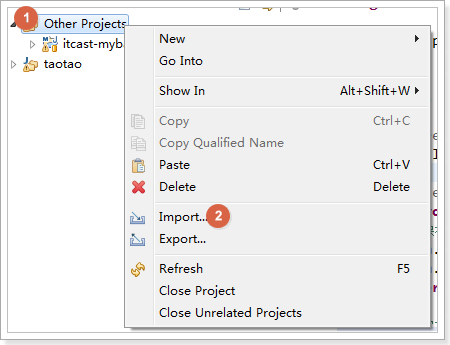 1 Other Projects
itcast-myba
taotao
New
Go Into
Show In Alt+Shift+W
Copy Ctrl+C
Copy Qualified Name
Paste Ctrl+V
Delete Delete
Import... 2
Export...
Refresh F5
Close Project
Close Unrelated Projects